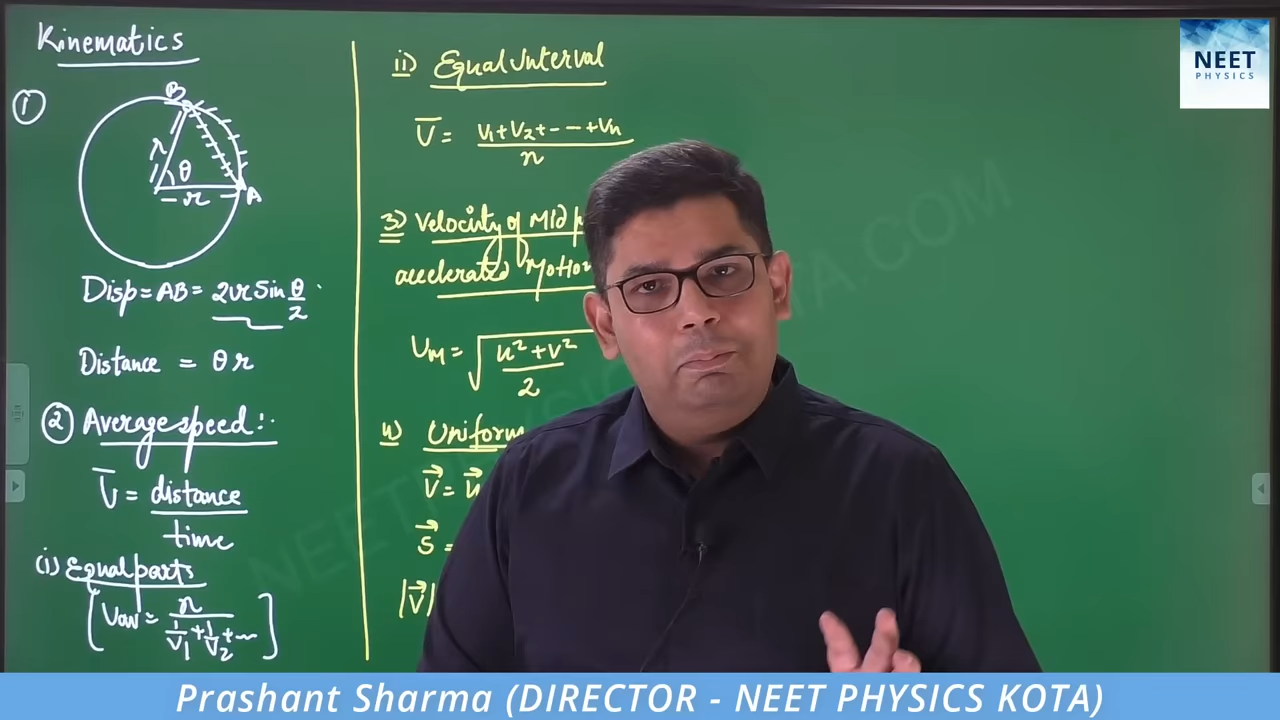 Kinematics
①
B
r
θ
r
A
Disp = AB = 2r sin θ/2
Distance = θr
② Average speed :-
V̅ = distance / time
(i) Equal parts
[Vav = n / (1/V1 + 1/V2 + ---]
ii) Equal interval
V̅ = (V1 + V2 + - -- + Vn) / n
3) Velocity of Mid
accelerated Motion
UM = √((u² + v²) / 2)
4) Uniform
V⃗ = u⃗
S⃗ =
|V⃗|
NEET
PHYSICS
Prashant Sharma (DIRECTOR - NEET PHYSICS KOTA)